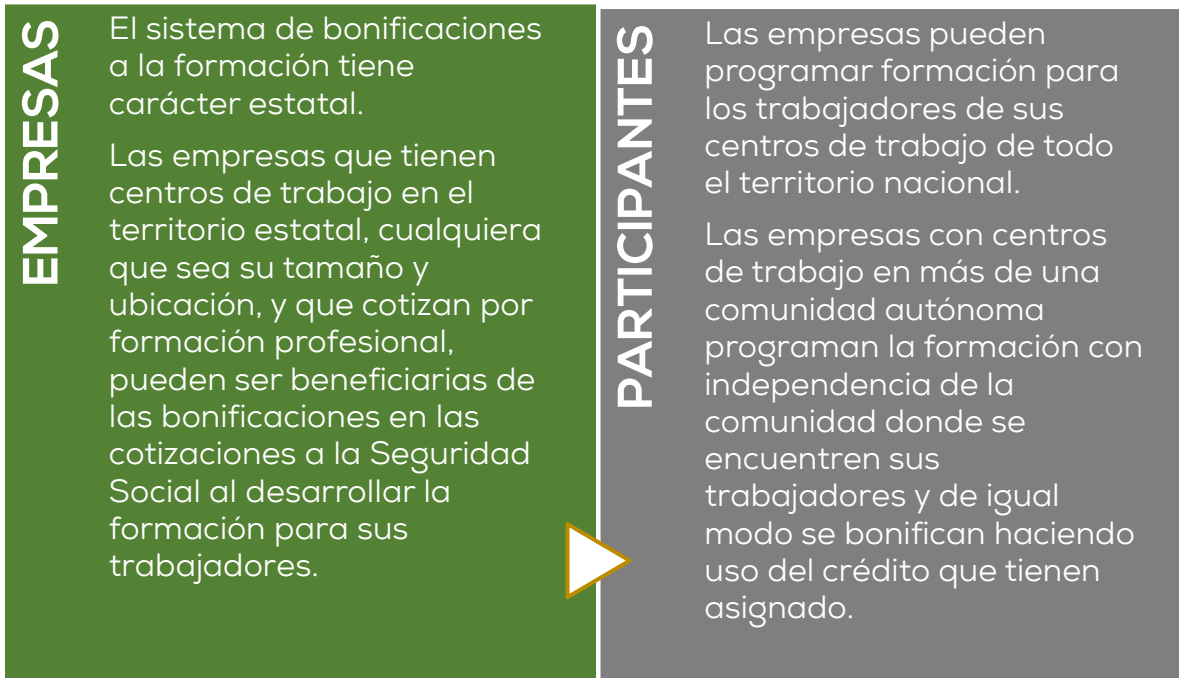 EMPRESAS
El sistema de bonificaciones
a la formación tiene
carácter estatal.
Las empresas que tienen
centros de trabajo en el
territorio estatal, cualquiera
que sea su tamaño y
ubicación, y que cotizan por
formación profesional,
pueden ser beneficiarias de
las bonificaciones en las
cotizaciones a la Seguridad
Social al desarrollar la
formación para sus
trabajadores.
PARTICIPANTES
Las empresas pueden
programar formación para
los trabajadores de sus
centros de trabajo de todo
el territorio nacional.
Las empresas con centros
de trabajo en más de una
comunidad autónoma
programan la formación con
independencia de la
comunidad donde se
encuentren sus
trabajadores y de igual
modo se bonifican haciendo
uso del crédito que tienen
asignado.